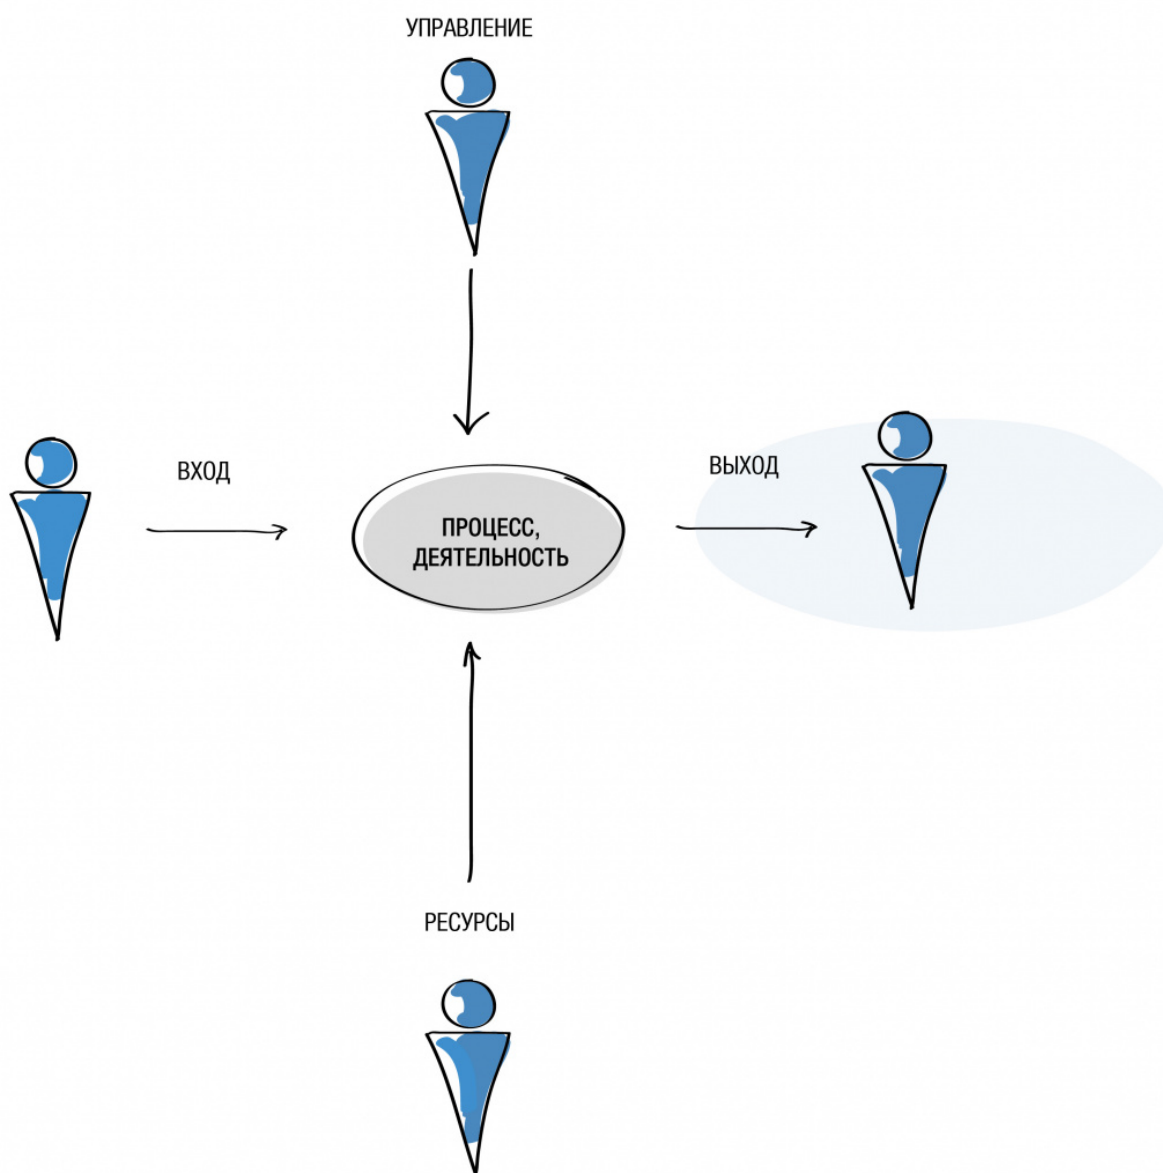 УПРАВЛЕНИЕ
ВХОД
ВЫХОД
ПРОЦЕСС,
ДЕЯТЕЛЬНОСТЬ
РЕСУРСЫ